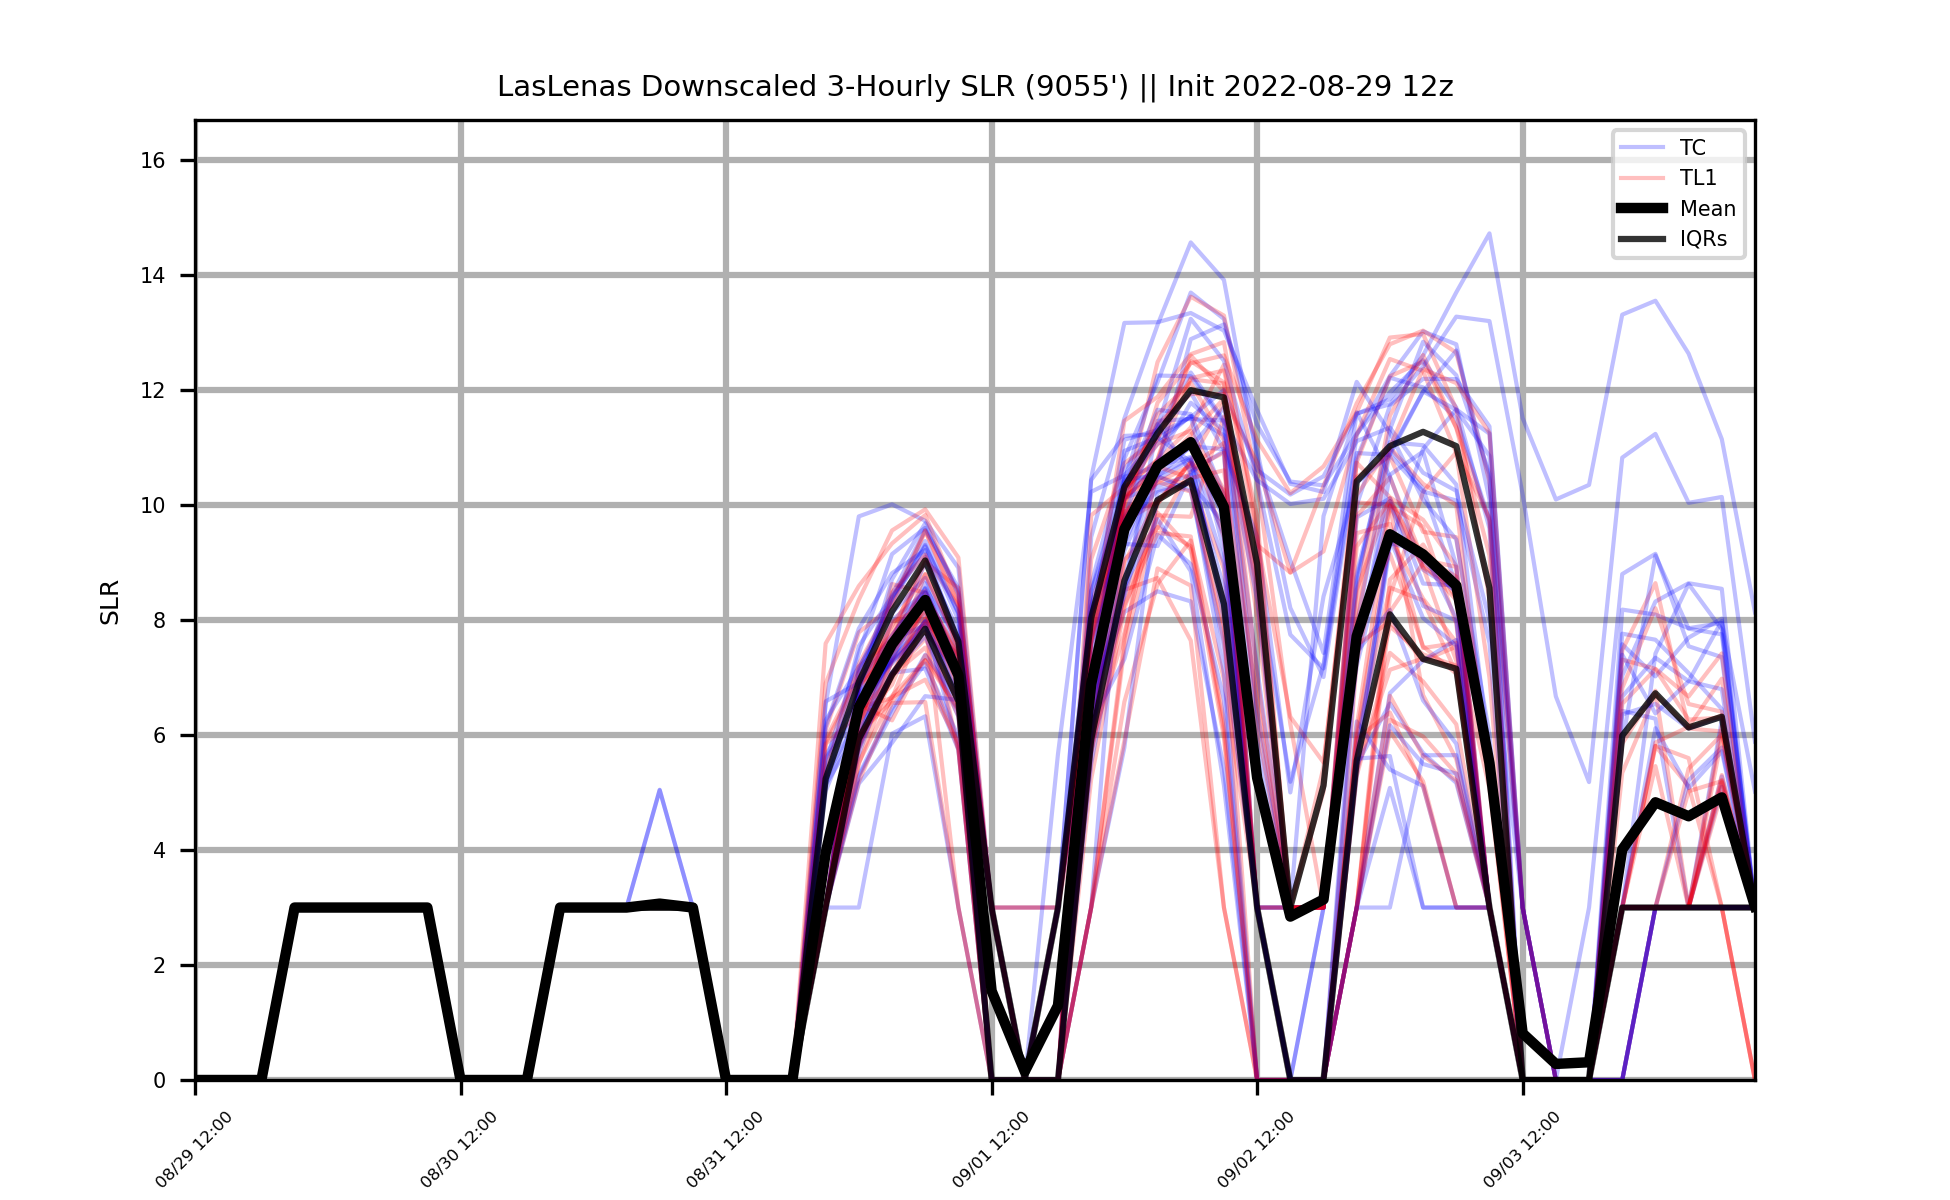 LasLenas Downscaled 3-Hourly SLR (9055') || Init 2022-08-29 12z
TC
TL1
Mean
IQRs
SLR
16
14
12
10
8
6
4
2
0
08/29 12:00
08/30 12:00
08/31 12:00
09/01 12:00
09/02 12:00
09/03 12:00